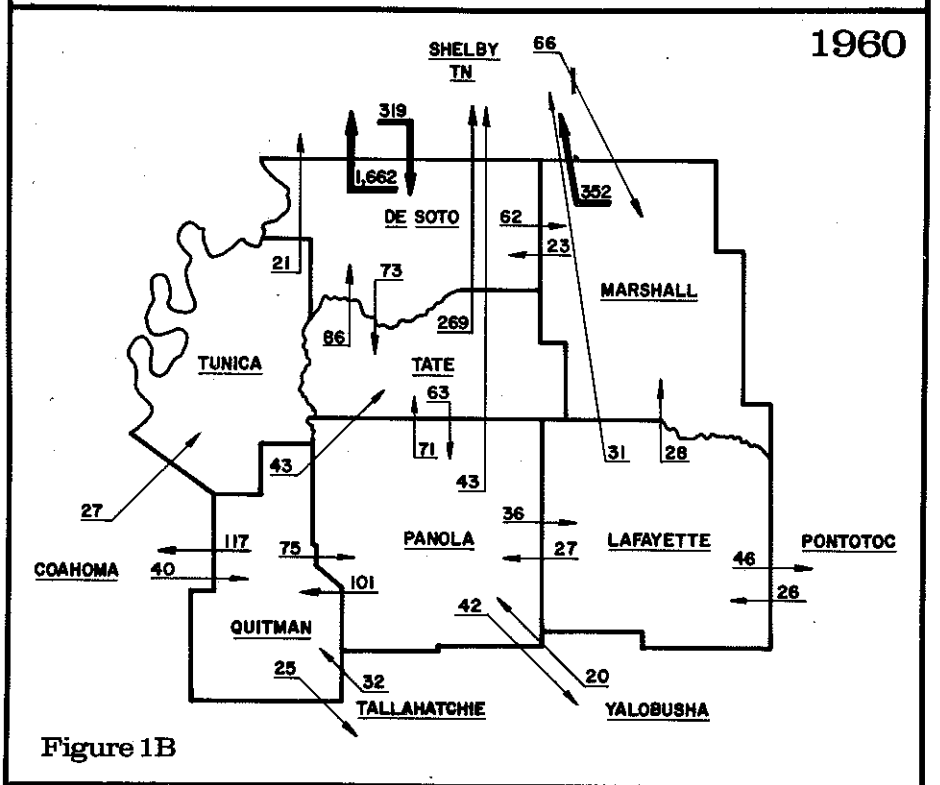 1960
66
SHELBY
TN
319
1,662
352
DE SOTO
62
23
21
73
MARSHALL
86
269
TUNICA
TATE
63
43
71
31
28
43
27
36
117
75
PANOLA
27
LAFAYETTE
PONTOTOC
COAHOMA
40
46
101
26
42
QUITMAN
25
32
20
TALLAHATCHIE
YALOBUSHA
Figure 1B